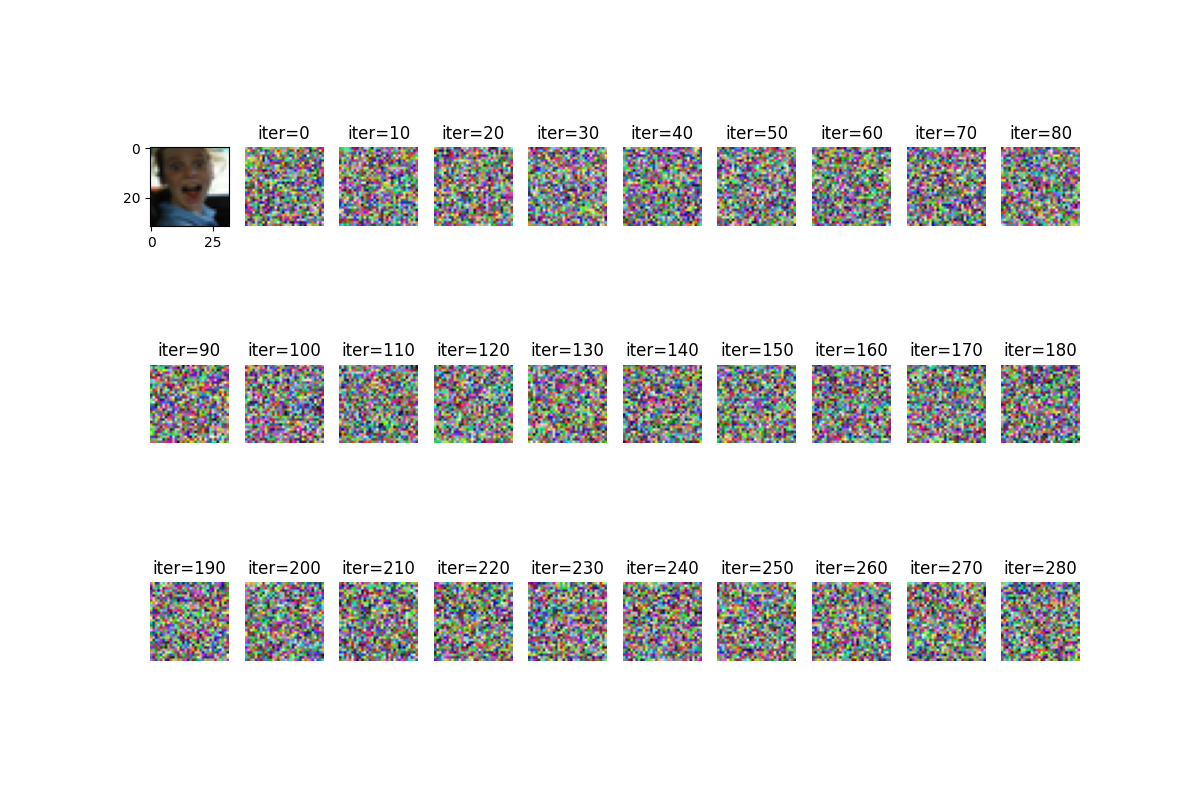 iter=0 iter=10 iter=20 iter=30 iter=40 iter=50 iter=60 iter=70 iter=80
0
20
0 25
iter=90 iter=100 iter=110 iter=120 iter=130 iter=140 iter=150 iter=160 iter=170 iter=180
iter=190 iter=200 iter=210 iter=220 iter=230 iter=240 iter=250 iter=260 iter=270 iter=280